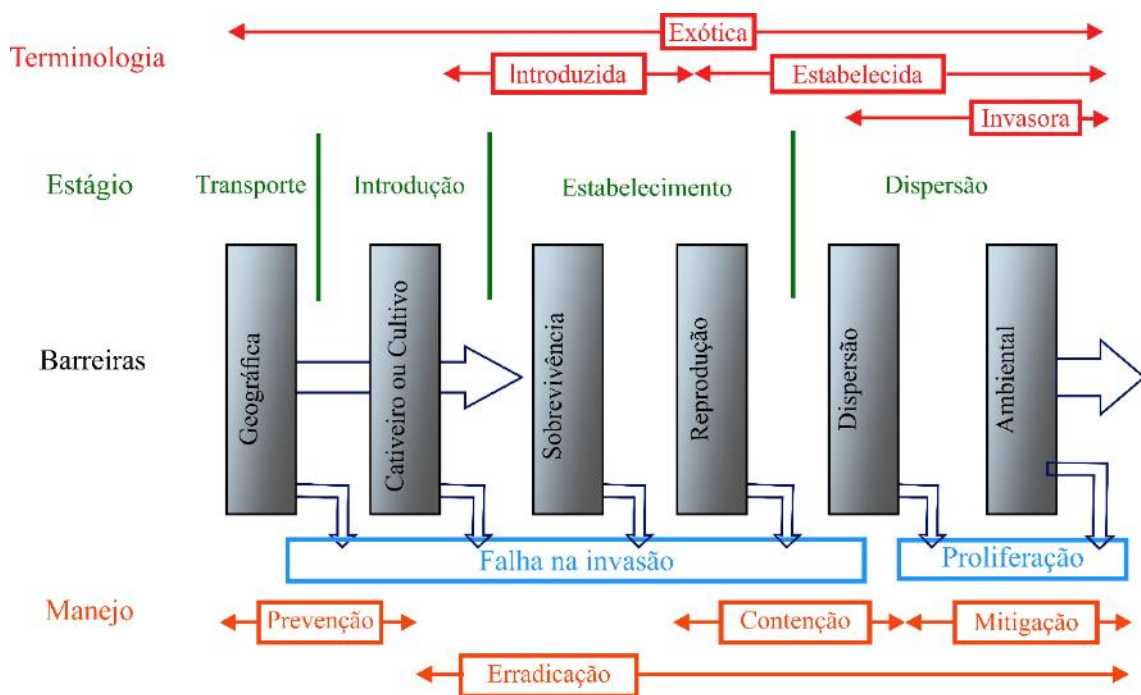 Exótica
Terminologia
Introduzida
Estabelecida
Invasora
Estágio
Transporte
Introdução
Estabelecimento
Dispersão
Barreiras
Geográfica
Cativeiro ou Cultivo
Sobrevivência
Reprodução
Dispersão
Ambiental
Falha na invasão
Proliferação
Manejo
Prevenção
Contenção
Mitigação
Erradicação